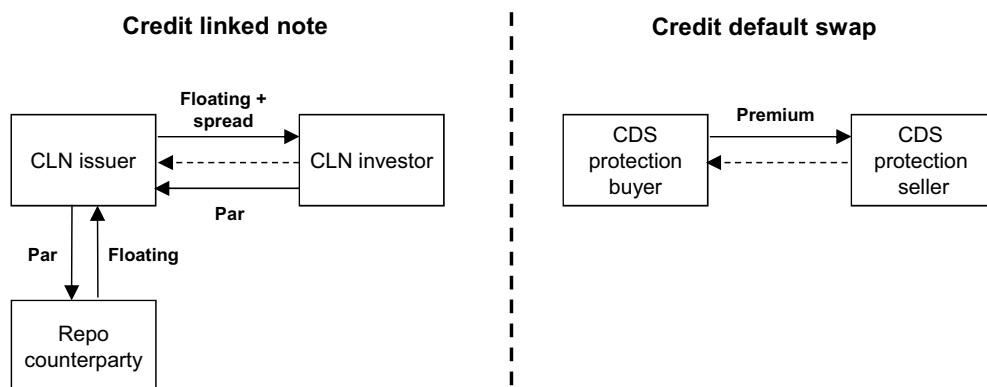 Credit linked note
Floating +
spread
CLN issuer
CLN investor
Par
Par
Floating
Repo
counterparty
Credit default swap
Premium
CDS
protection
buyer
CDS
protection
seller